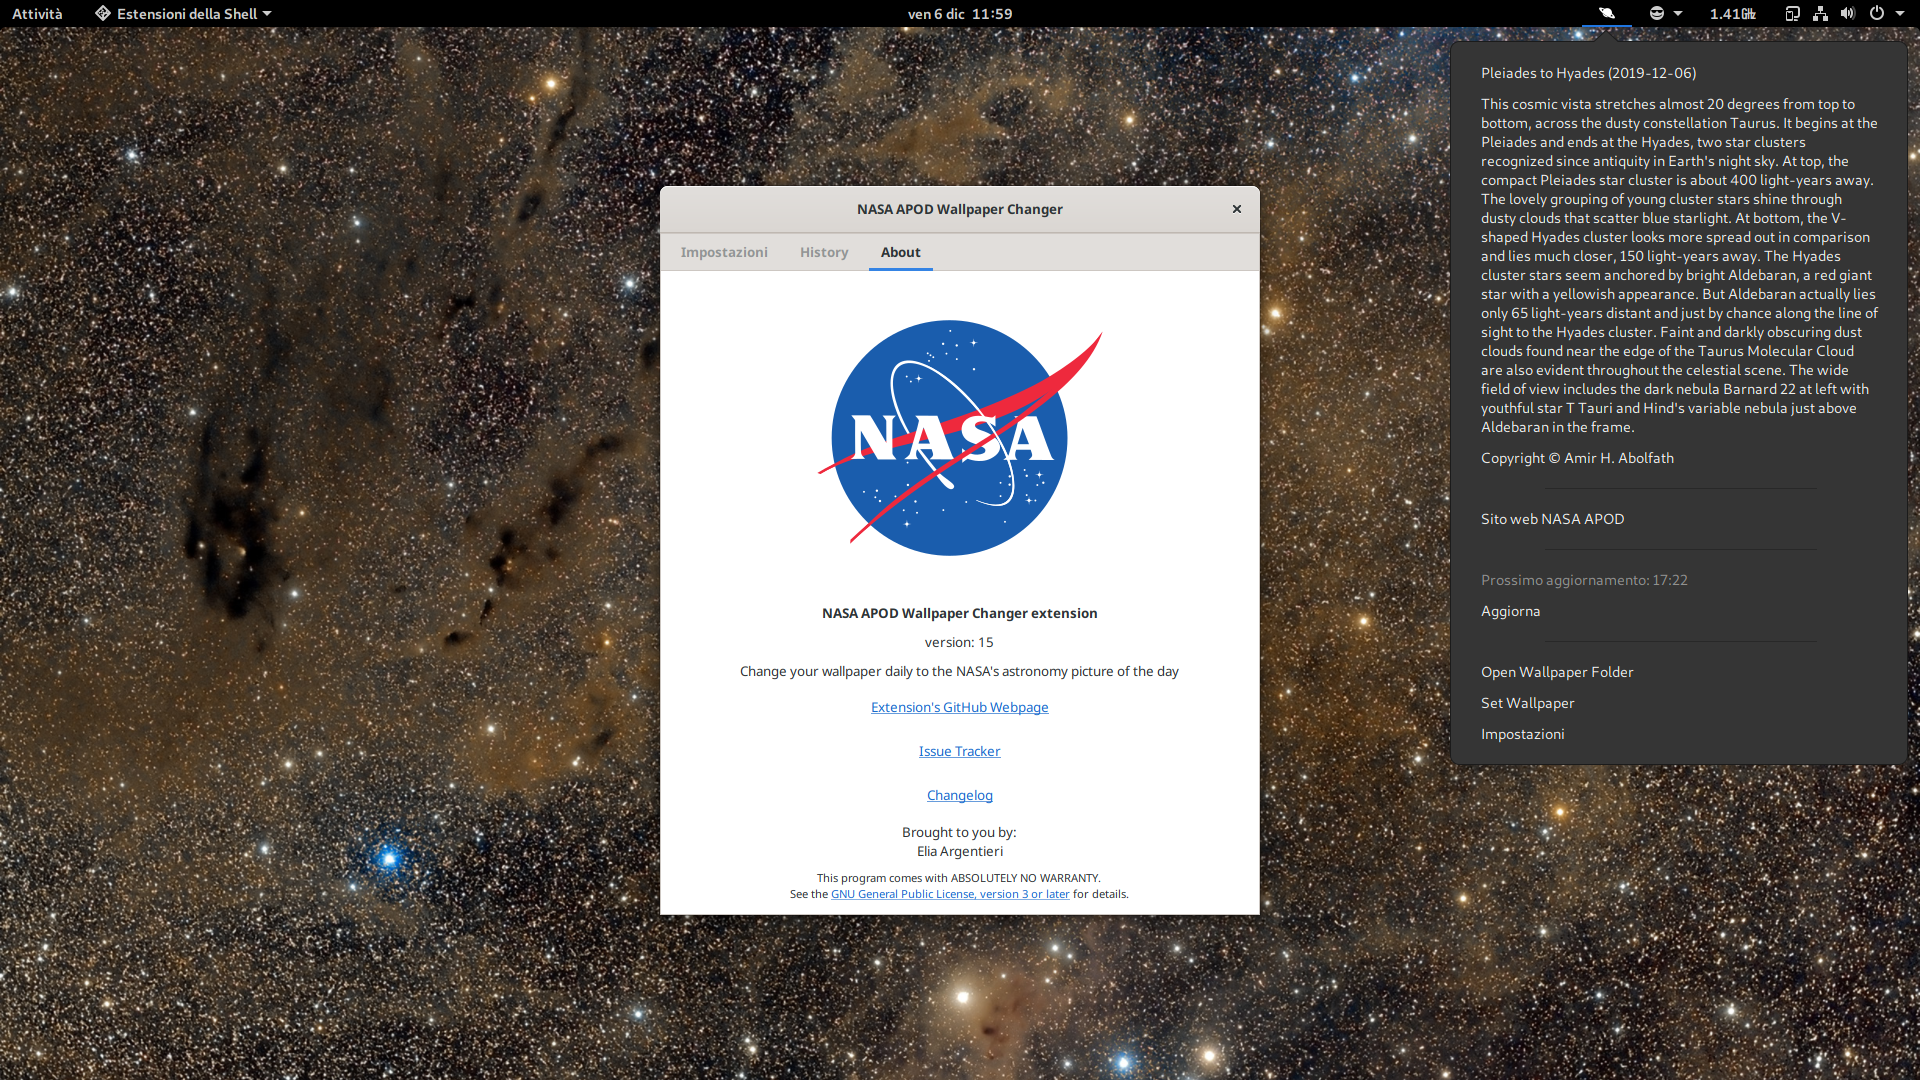 Attività
Estensioni della Shell
ven 6 dic 11:59
1.41GHz
Pleiades to Hyades (2019-12-06)
This cosmic vista stretches almost 20 degrees from top to
bottom, across the dusty constellation Taurus. It begins at the
Pleiades and ends at the Hyades, two star clusters
recognized since antiquity in Earth's night sky. At top, the
compact Pleiades star cluster is about 400 light-years away.
The lovely grouping of young cluster stars shine through
dusty clouds that scatter blue starlight. At bottom, the V-
shaped Hyades cluster looks more spread out in comparison
and lies much closer, 150 light-years away. The Hyades
cluster stars seem anchored by bright Aldebaran, a red giant
star with a yellowish appearance. But Aldebaran actually lies
only 65 light-years distant and just by chance along the line of
sight to the Hyades cluster. Faint and darkly obscuring dust
clouds found near the edge of the Taurus Molecular Cloud
are also evident throughout the celestial scene. The wide
field of view includes the dark nebula Barnard 22 at left with
youthful star T Tauri and Hind's variable nebula just above
Aldebaran in the frame.
Copyright © Amir H. Abolfath
Sito web NASA APOD
Prossimo aggiornamento: 17:22
Aggiorna
Open Wallpaper Folder
Set Wallpaper
Impostazioni
NASA APOD Wallpaper Changer
Impostazioni
History
About
NASA
NASA APOD Wallpaper Changer extension
version: 15
Change your wallpaper daily to the NASA's astronomy picture of the day
Extension's GitHub Webpage
Issue Tracker
Changelog
Brought to you by:
Elia Argentieri
This program comes with ABSOLUTELY NO WARRANTY.
See the GNU General Public License, version 3 or later for details.